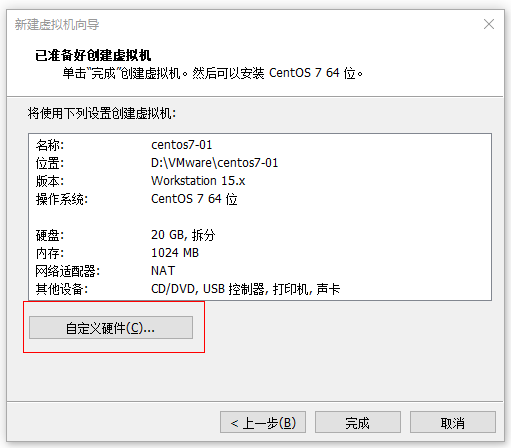 新建虚拟机向导
已准备好创建虚拟机
单击“完成”创建虚拟机。然后可以安装 CentOS 7 64 位。
将使用下列设置创建虚拟机:
名称: centos7-01
位置: D:\VMware\centos7-01
版本: Workstation 15.x
操作系统: CentOS 7 64 位
硬盘: 20 GB, 拆分
内存: 1024 MB
网络适配器: NAT
其他设备: CD/DVD, USB 控制器, 打印机, 声卡
自定义硬件(C)...
< 上一步(B) 完成 取消